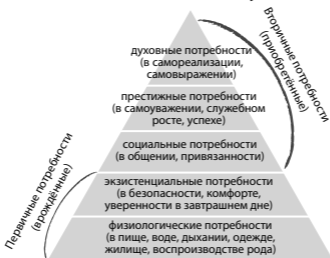 духовные потребности
(в самореализации,
самовыражении)
престижные потребности
(в самоуважении, служебном
росте, успехе)
социальные потребности
(в общении, привязанности)
экзистенциальные потребности
(в безопасности, комфорте,
уверенности в завтрашнем дне)
физиологические потребности
(в пище, воде, дыхании, одежде,
жилище, воспроизводстве рода)
Вторичные потребности
(приобретённые)
Первичные потребности
(врождённые)